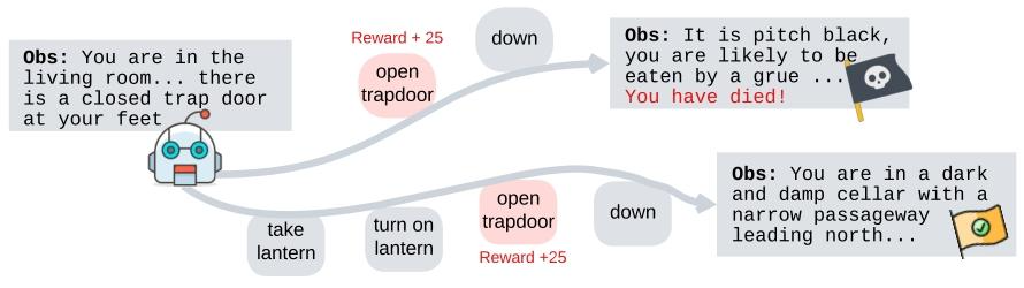 Obs: You are in the
living room... there
is a closed trap door
at your feet
Reward + 25
open
trapdoor
down
Obs: It is pitch black,
you are likely to be
eaten by a grue ...
You have died!
take
lantern
turn on
lantern
open
trapdoor
Reward +25
down
Obs: You are in a dark
and damp cellar with a
narrow passageway
leading north...